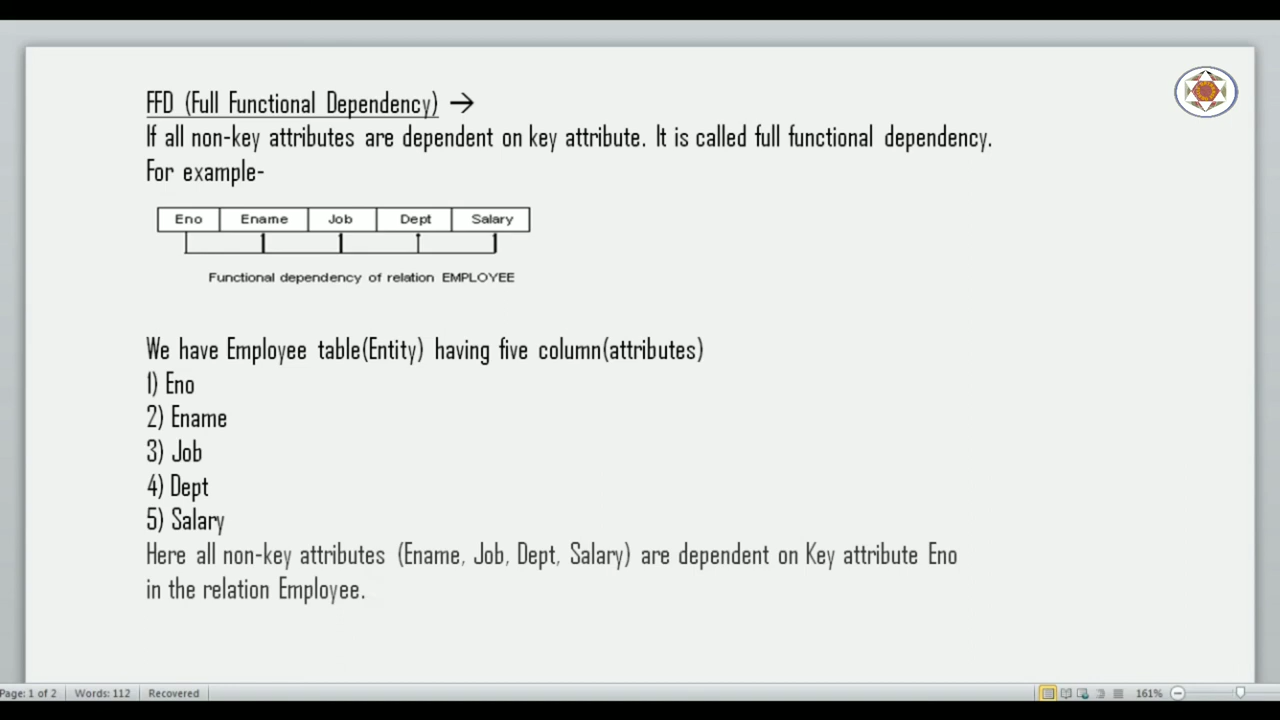 FFD (Full Functional Dependency) →
If all non-key attributes are dependent on key attribute. It is called full functional dependency.
For example-
Eno Ename Job Dept Salary
Functional dependency of relation EMPLOYEE
We have Employee table(Entity) having five column(attributes)
1) Eno
2) Ename
3) Job
4) Dept
5) Salary
Here all non-key attributes (Ename, Job, Dept, Salary) are dependent on Key attribute Eno
in the relation Employee.
Page: 1 of 2 Words: 112 Recovered 161%